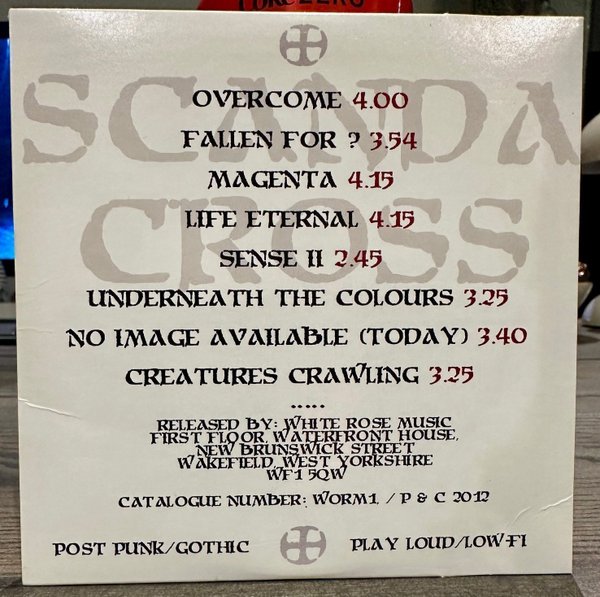 SCANDA
CROSS
OVERCOME 4.00
FALLEN FOR ? 3.54
MAGENTA 4.15
LIFE ETERNAL 4.15
SENSE II 2.45
UNDERNEATH THE COLOURS 3.25
NO IMAGE AVAILABLE (TODAY) 3.40
CREATURES CRAWLING 3.25
.....
RELEASED BY: WHITE ROSE MUSIC
FIRST FLOOR, WATERFRONT HOUSE,
NEW BRUNSWICK STREET
WAKEFIELD, WEST YORKSHIRE
WF1 5QW
CATALOGUE NUMBER: WORM1. / P & C 2012
POST PUNK/GOTHIC
PLAY LOUD/LOW-FI